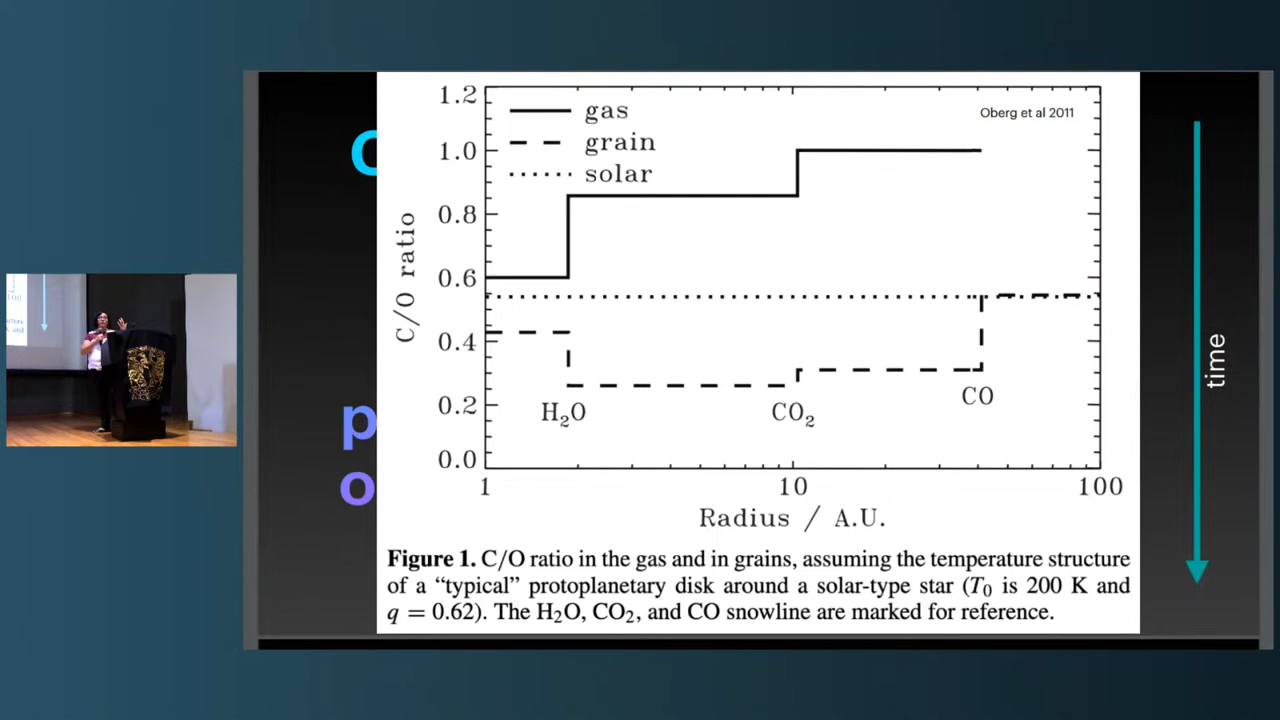 1.2
gas
Oberg et al 2011
grain
1.0
solar
0.8
C/O ratio
0.6
0.4
0.2
H₂O
CO₂
CO
0.0
1
10
100
Radius / A.U.
Figure 1. C/O ratio in the gas and in grains, assuming the temperature structure
of a “typical” protoplanetary disk around a solar-type star (T₀ is 200 K and
q = 0.62). The H₂O, CO₂, and CO snowline are marked for reference.
time
p
o